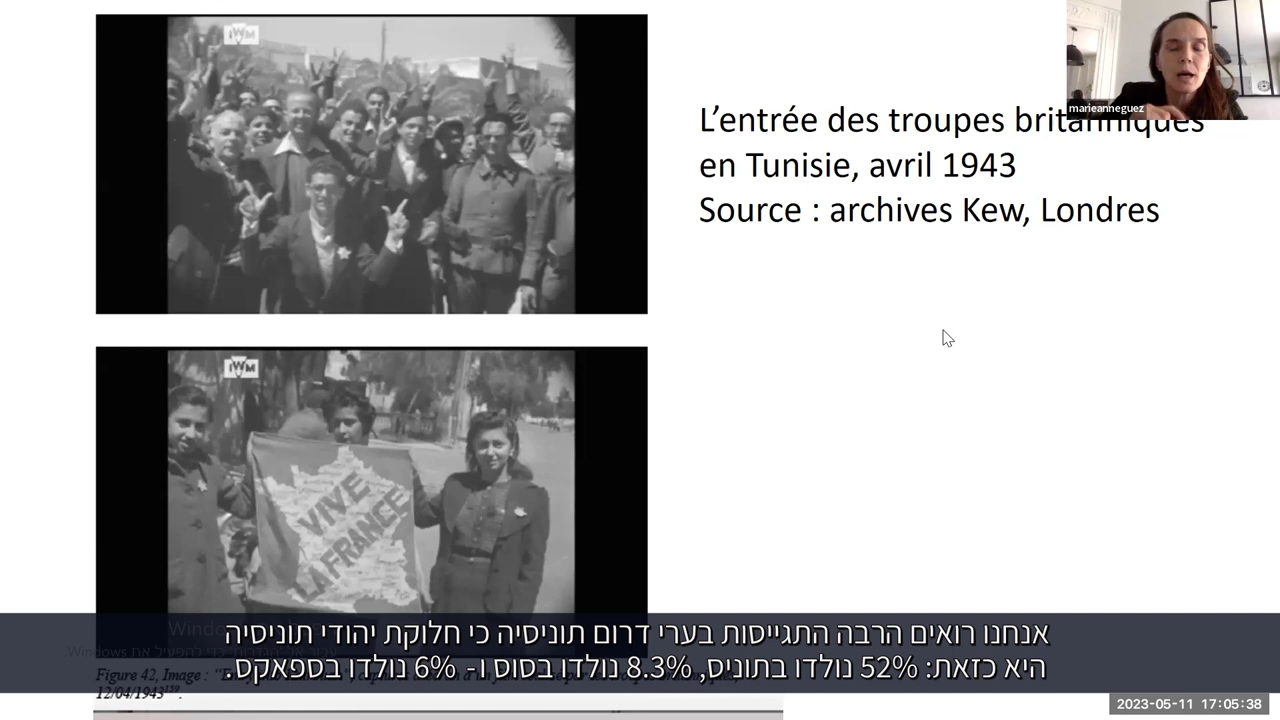 IWM
L'entrée des troupes britanniques
en Tunisie, avril 1943
Source : archives Kew, Londres
marieanneguez
IWM
VIVE
LA FRANCE
אנחנו רואים הרבה התגייסות בערי דרום תוניסיה כי חלוקת יהודי תוניסיה
היא כזאת: 52% נולדו בתוניס, 8.3% נולדו בסוס ו- 6% נולדו בספאקס.
Figure 42, Image : "En
12/04/1943
2023-05-11 17:05:38